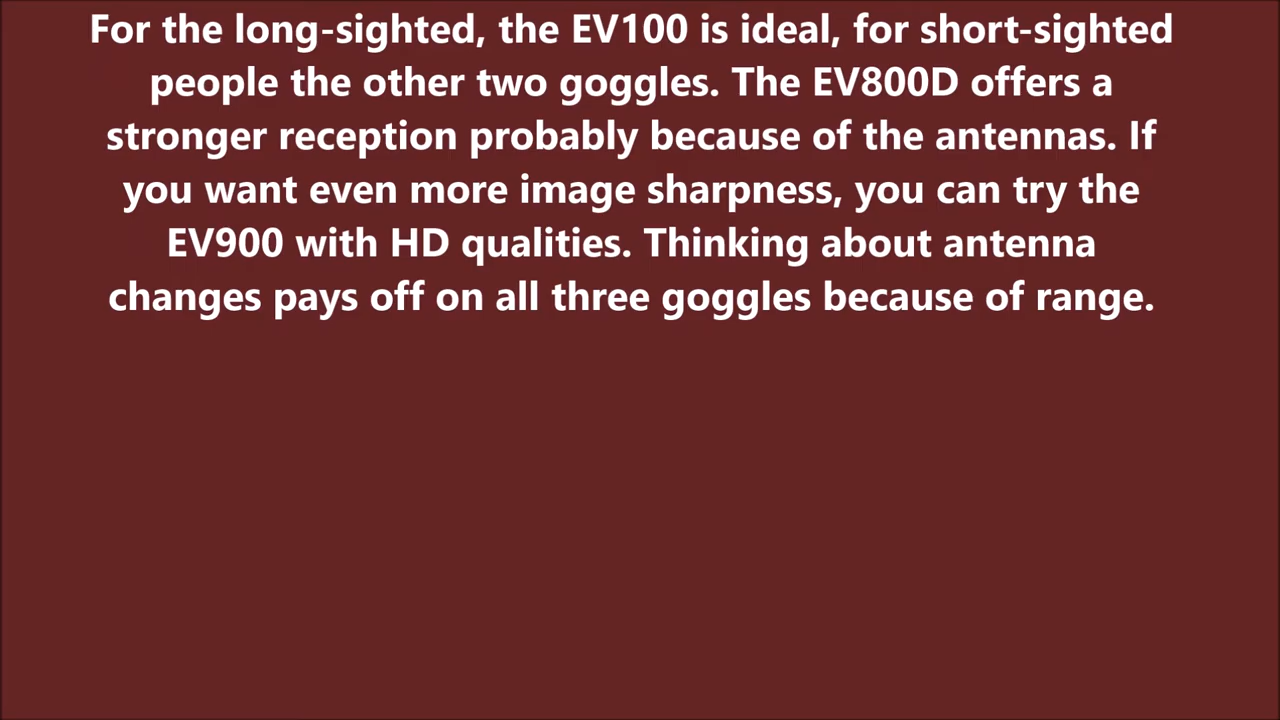 For the long-sighted, the EV100 is ideal, for short-sighted
people the other two goggles. The EV800D offers a
stronger reception probably because of the antennas. If
you want even more image sharpness, you can try the
EV900 with HD qualities. Thinking about antenna
changes pays off on all three goggles because of range.